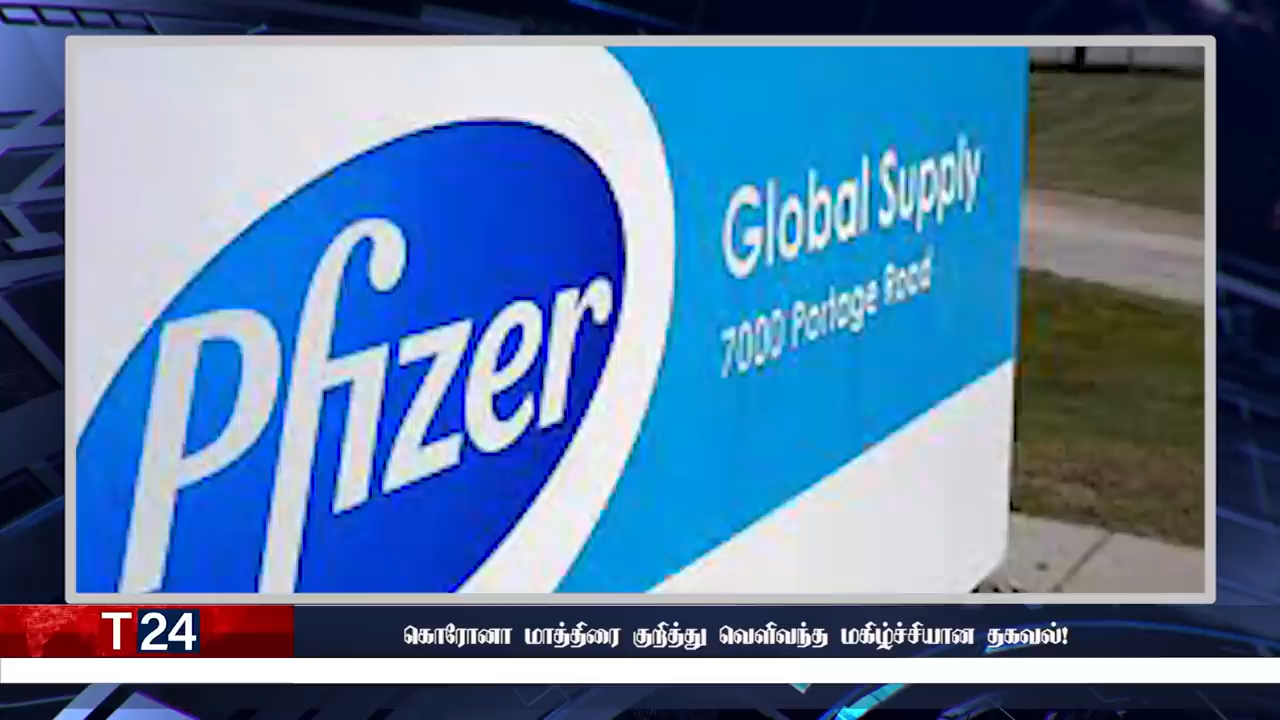 Pfizer
Global Supply
7000 Portage Road
T24
கொரோனா மாத்திரை குறித்து வெளிவந்த மகிழ்ச்சியான தகவல்!